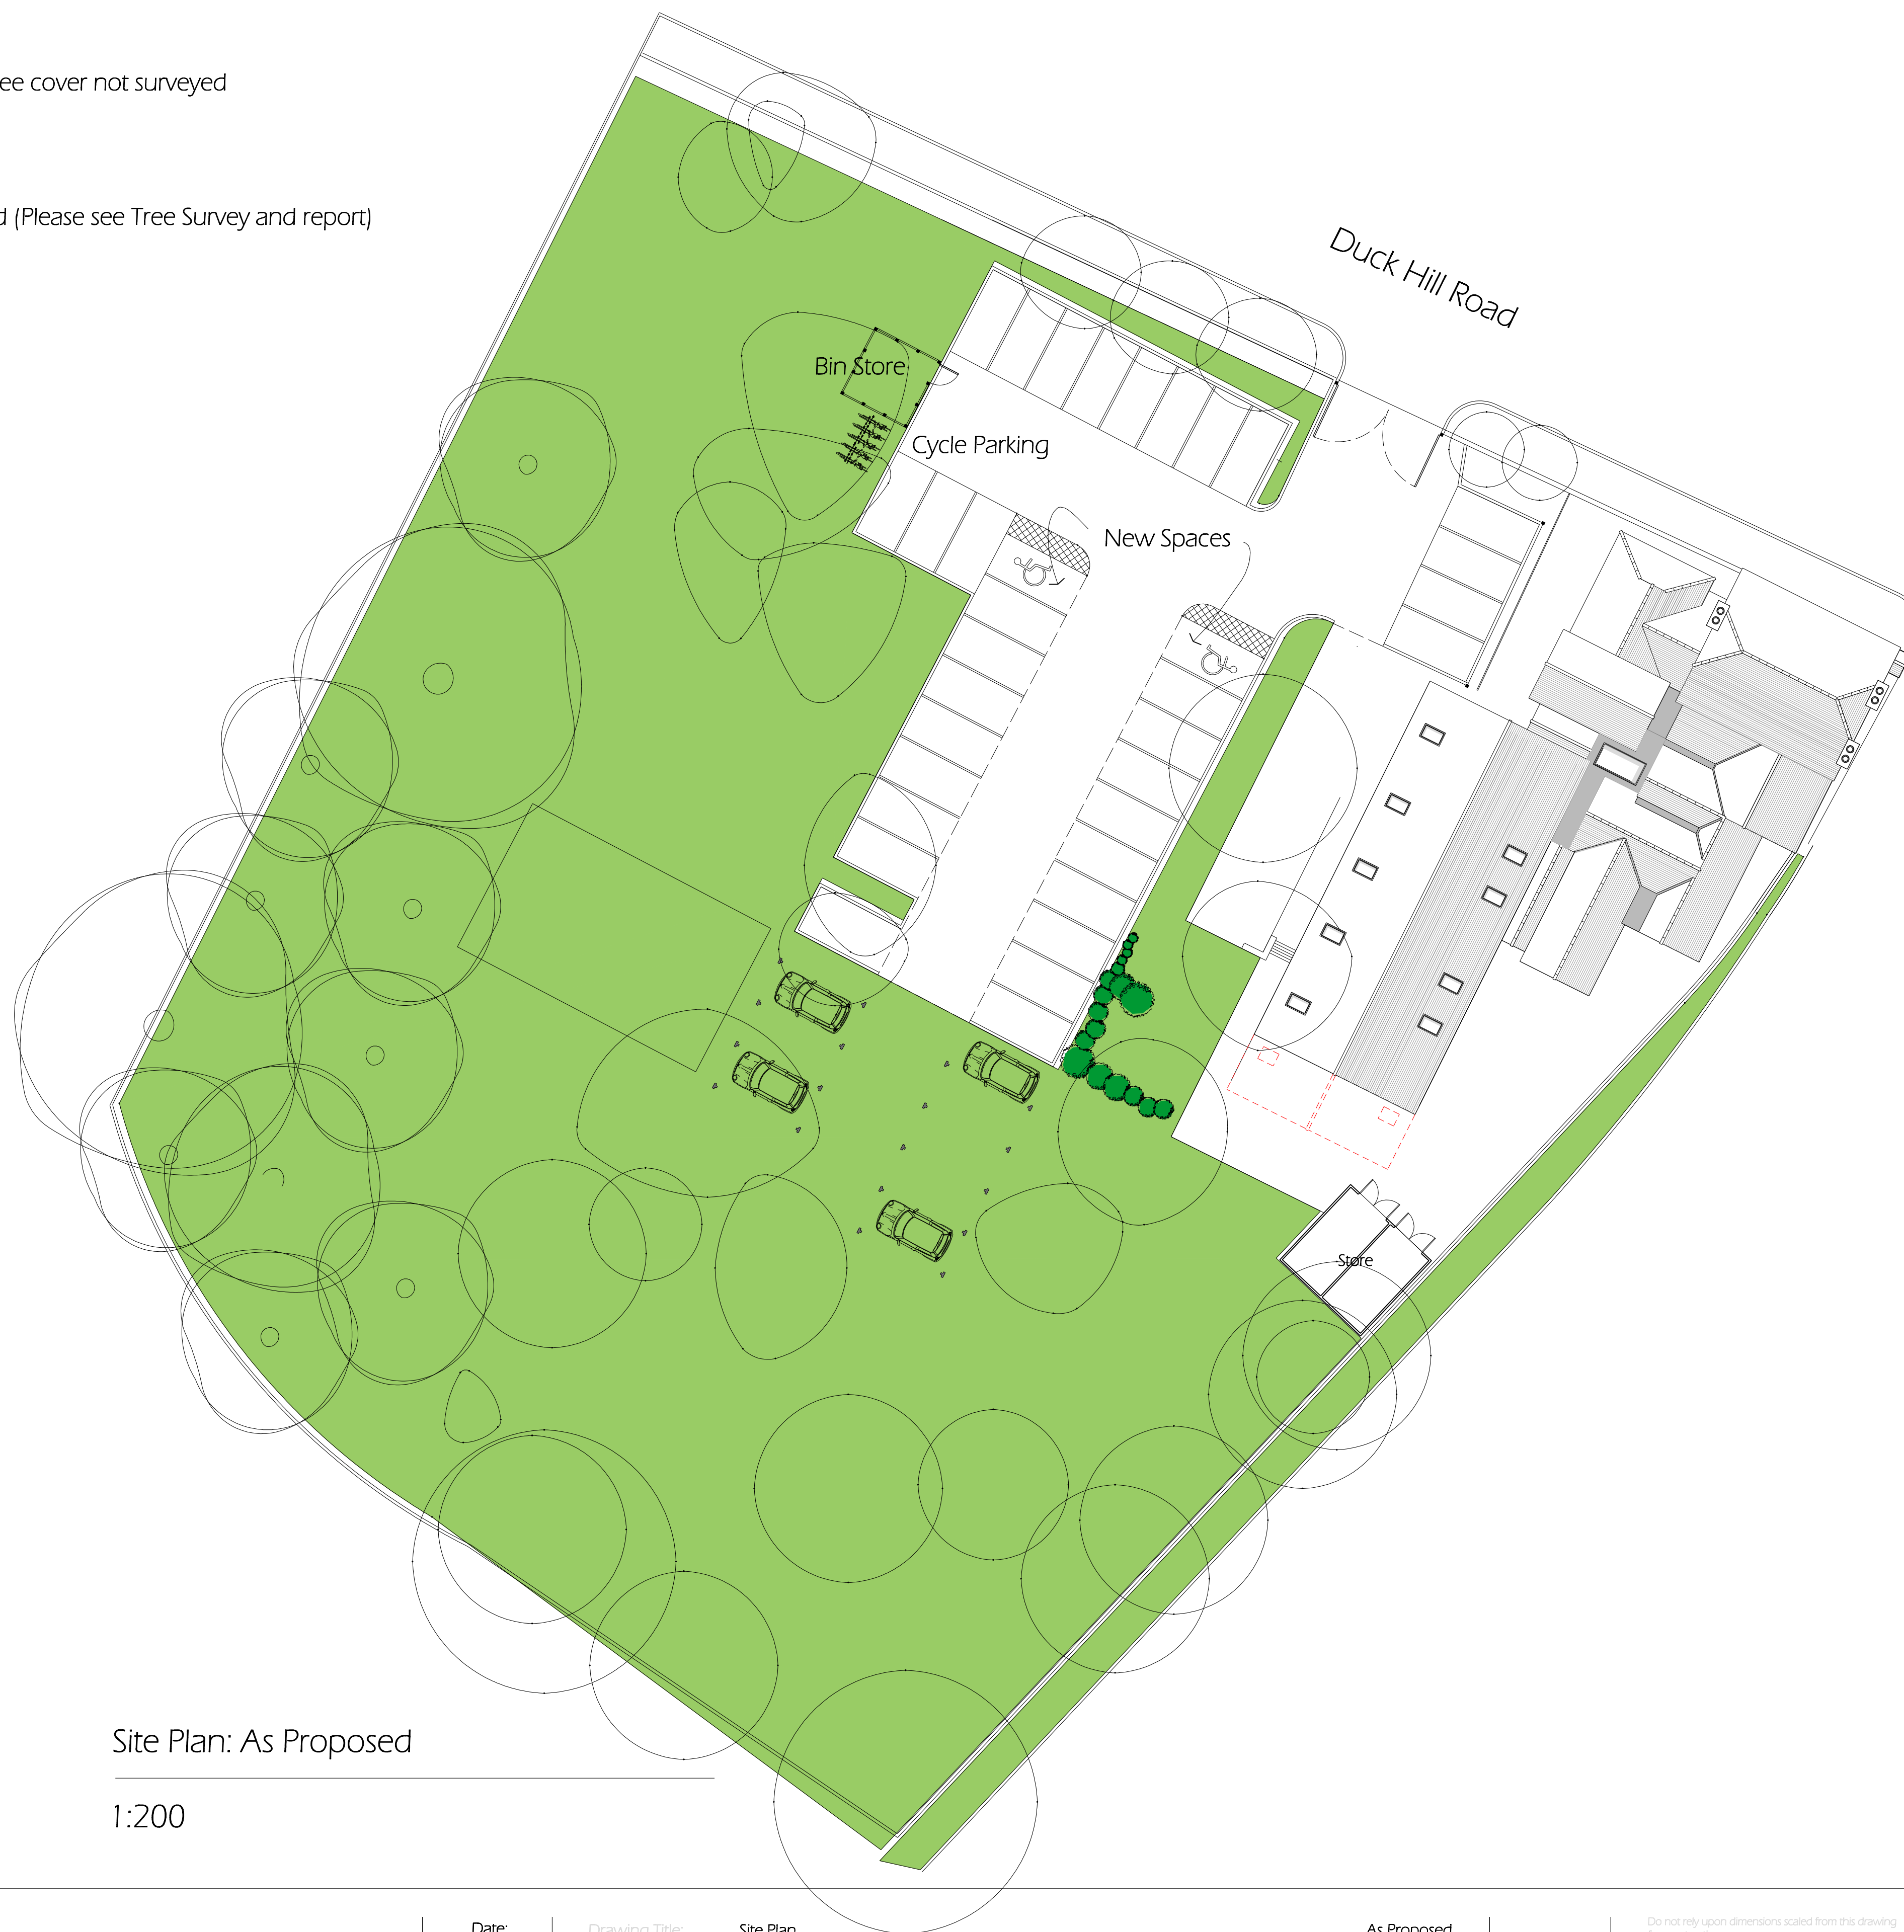 ee cover not surveyed
d (Please see Tree Survey and report)
Duck Hill Road
Bin Store
Cycle Parking
New Spaces
Store
Site Plan: As Proposed
1:200
Date:
Drawing Title:
Site Plan
As Proposed
Do not rely upon dimensions scaled from this drawing.